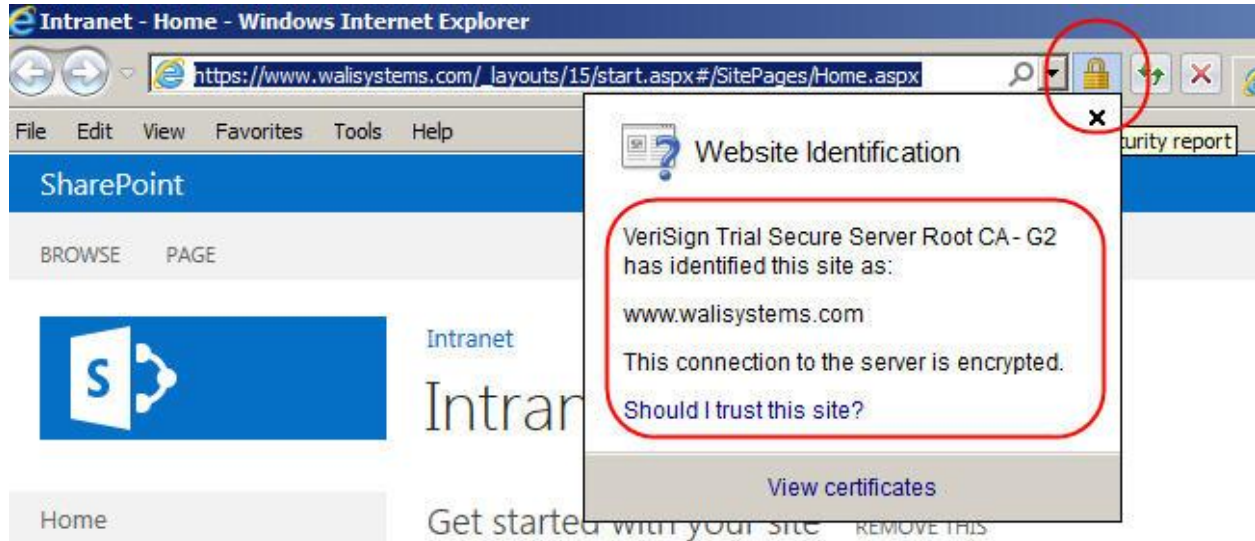 Intranet - Home - Windows Internet Explorer
https://www.walisystems.com/_layouts/15/start.aspx#/SitePages/Home.aspx
File Edit View Favorites Tools Help
urity report
SharePoint
BROWSE PAGE
Website Identification
VeriSign Trial Secure Server Root CA - G2
has identified this site as:
www.walisystems.com
This connection to the server is encrypted.
Should I trust this site?
View certificates
S
Intranet
Intran
Home
Get started with your site REMOVE THIS